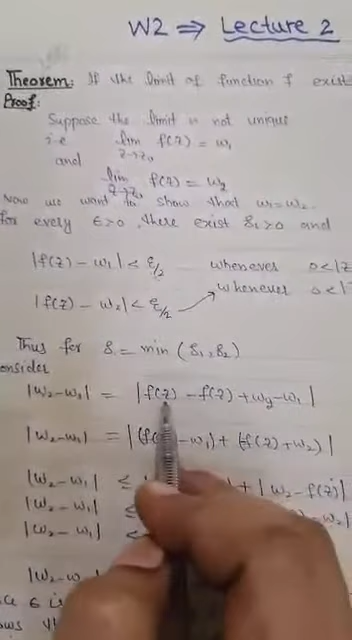 W2 ⇒ Lecture 2
Theorem: If the limit of function f exist
Proof:
Suppose the limit is not unique
i.e lim f(z) = w₁
z→z₀
and
lim f(z) = w₂
z→z₀
Now we want to show that w₁=w₂.
for every ε>0, there exist δ₁>0 and
|f(z) - w₁| < ε/2 whenever 0<|z
|f(z) - w₂| < ε/2 whenever 0<|
Thus for δ = min (δ₁, δ₂)
onsider
|w₂-w₁| = |f(z) - f(z) + w₂-w₁|
|w₂-w₁| = |(f( -w₁) + (f(z)+w₂)|
|w₂-w₁| ≤ | + |w₂-f(z)|
|w₂-w₁| ≤
|w₂-w₁| <
|w₂-w
ε is